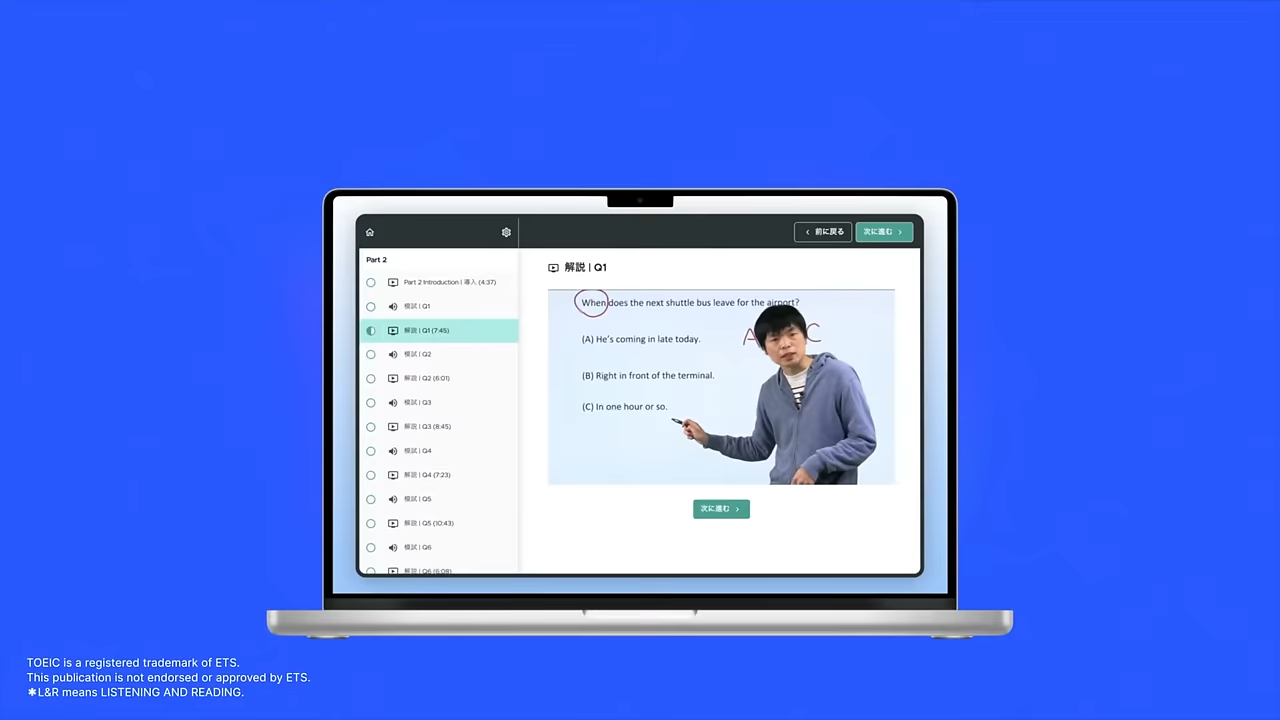 前に戻る
次に進む
Part 2
Part 2 Introduction | 導入 (4:37)
模試 | Q1
解説 | Q1 (7:45)
模試 | Q2
解説 | Q2 (6:01)
模試 | Q3
解説 | Q3 (8:45)
模試 | Q4
解説 | Q4 (7:23)
模試 | Q5
解説 | Q5 (10:43)
模試 | Q6
解説 | Q6 (6:08)
解説 | Q1
When does the next shuttle bus leave for the airport?
(A) He's coming in late today.
(B) Right in front of the terminal.
(C) In one hour or so.
A C
次に進む
TOEIC is a registered trademark of ETS.
This publication is not endorsed or approved by ETS.
✱L&R means LISTENING AND READING.